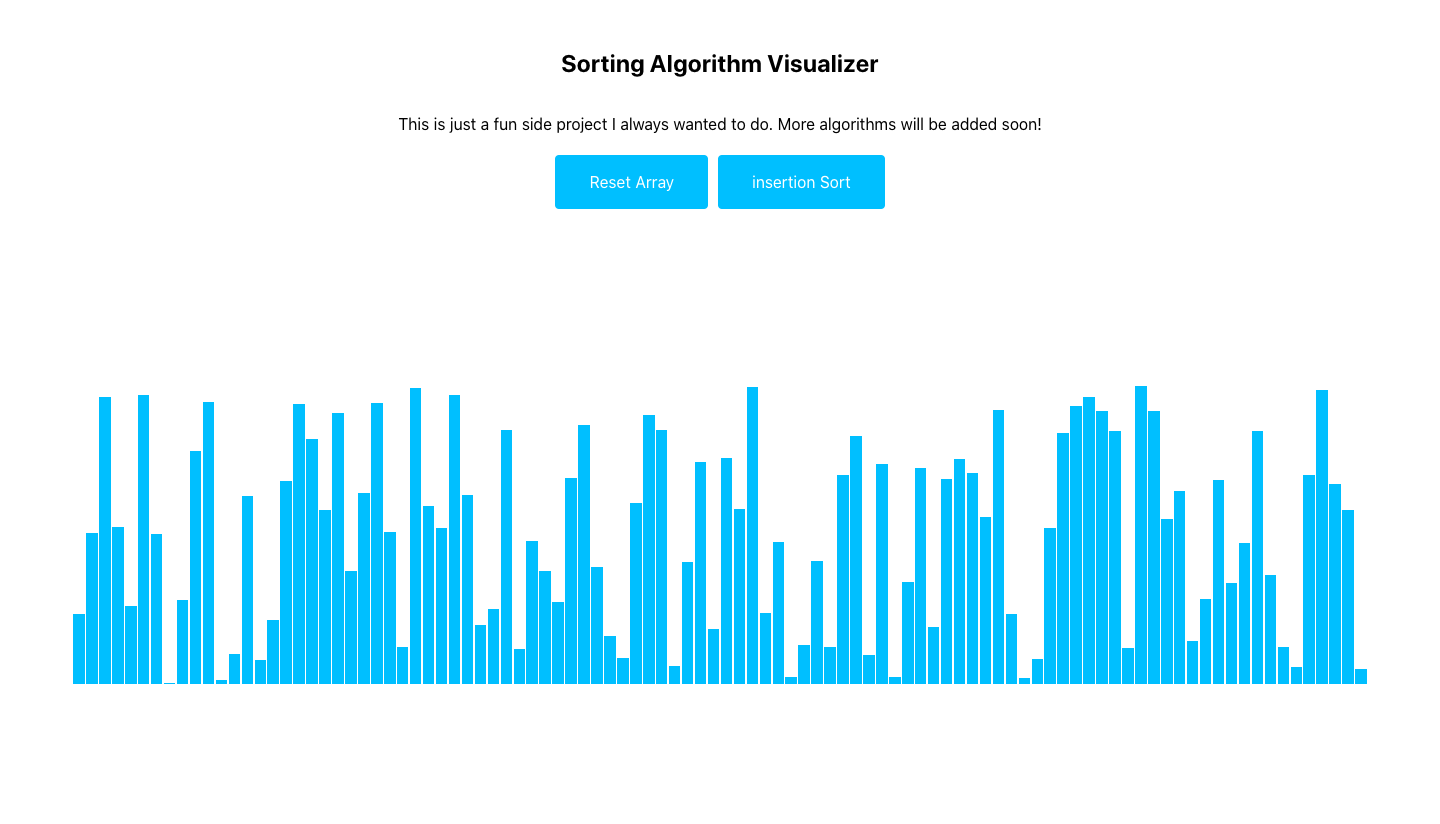 Sorting Algorithm Visualizer
This is just a fun side project I always wanted to do. More algorithms will be added soon!
Reset Array
insertion Sort